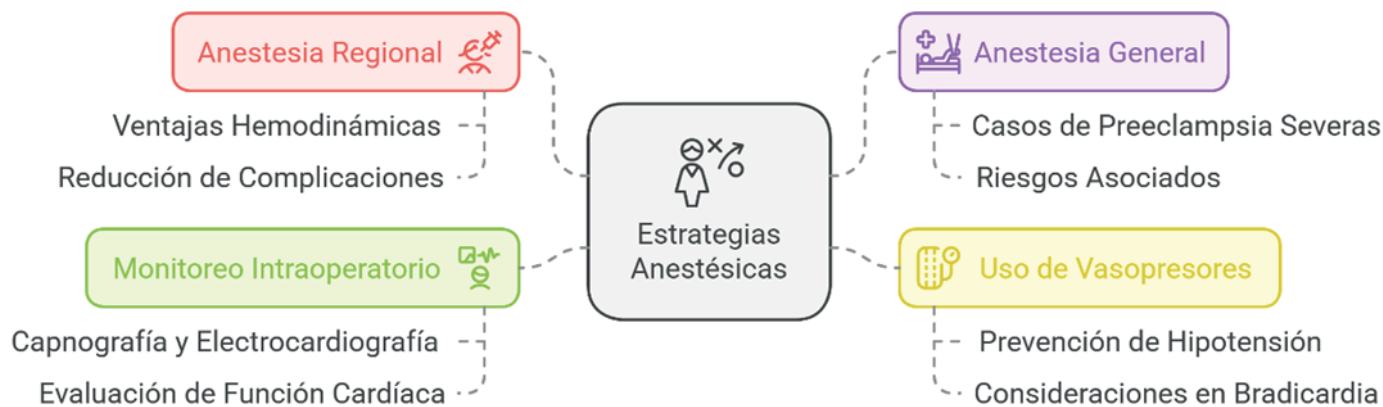 Anestesia Regional
Ventajas Hemodinámicas
Reducción de Complicaciones
Monitoreo Intraoperatorio
Capnografía y Electrocardiografía
Evaluación de Función Cardíaca
Estrategias
Anestésicas
Anestesia General
Casos de Preeclampsia Severas
Riesgos Asociados
Uso de Vasopresores
Prevención de Hipotensión
Consideraciones en Bradicardia